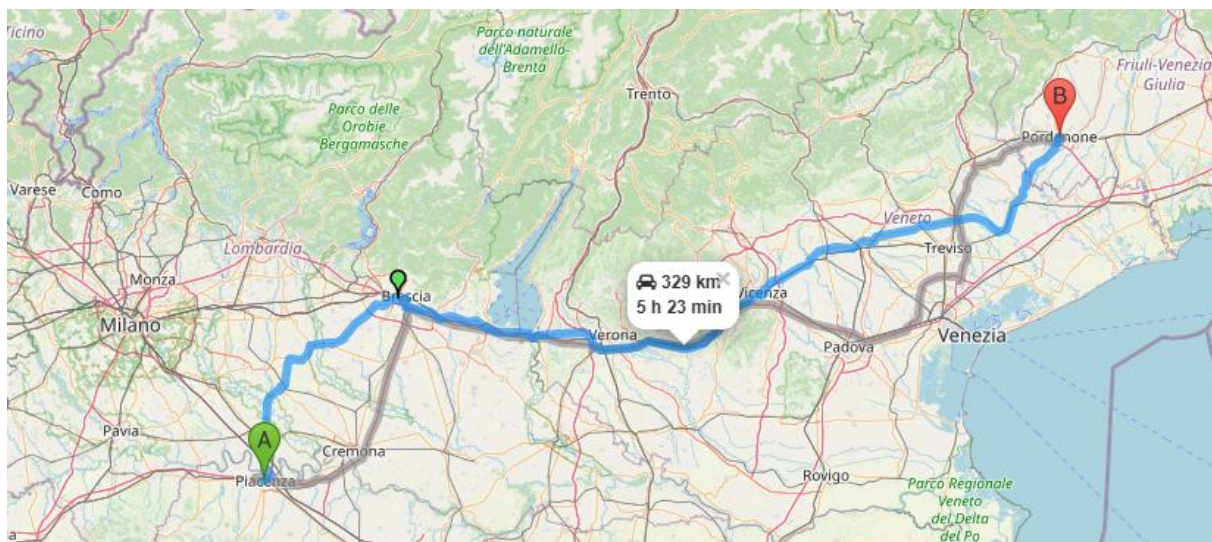 Ticino
Parco naturale
dell'Adamello-
Brenta
Friuli-Venezia
Giulia
B
Trento
Parco delle
Orobie
Bergamasche
Pordenone
Varese
Como
Veneto
Lombardia
Treviso
Monza
Brescia
329 km
5 h 23 min
Vicenza
Milano
Verona
Venezia
Padova
A
Pavia
Cremona
Piacenza
Rovigo
Parco Regionale
Veneto
del Delta
del Po